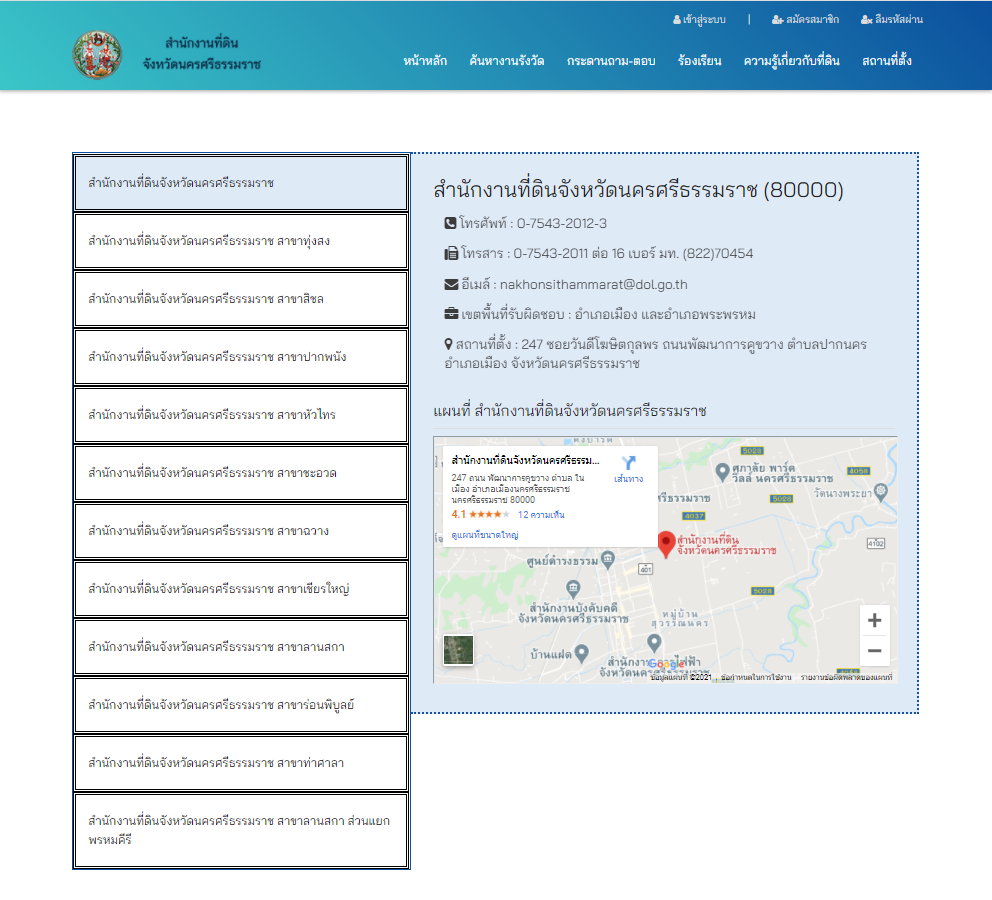 เข้าสู่ระบบ | สมัครสมาชิก ลืมรหัสผ่าน
สำนักงานที่ดิน
จังหวัดนครศรีธรรมราช
หน้าหลัก ค้นหางานรังวัด กระดานถาม-ตอบ ร้องเรียน ความรู้เกี่ยวกับที่ดิน สถานที่ตั้ง
สำนักงานที่ดินจังหวัดนครศรีธรรมราช
สำนักงานที่ดินจังหวัดนครศรีธรรมราช สาขาทุ่งสง
สำนักงานที่ดินจังหวัดนครศรีธรรมราช สาขาสิชล
สำนักงานที่ดินจังหวัดนครศรีธรรมราช สาขาปากพนัง
สำนักงานที่ดินจังหวัดนครศรีธรรมราช สาขาหัวไทร
สำนักงานที่ดินจังหวัดนครศรีธรรมราช สาขาชะอวด
สำนักงานที่ดินจังหวัดนครศรีธรรมราช สาขาฉวาง
สำนักงานที่ดินจังหวัดนครศรีธรรมราช สาขาเชียรใหญ่
สำนักงานที่ดินจังหวัดนครศรีธรรมราช สาขาลานสกา
สำนักงานที่ดินจังหวัดนครศรีธรรมราช สาขาร่อนพิบูลย์
สำนักงานที่ดินจังหวัดนครศรีธรรมราช สาขาท่าศาลา
สำนักงานที่ดินจังหวัดนครศรีธรรมราช สาขาลานสกา ส่วนแยก
พรหมคีรี
สำนักงานที่ดินจังหวัดนครศรีธรรมราช (80000)
โทรศัพท์ : 0-7543-2012-3
โทรสาร : 0-7543-2011 ต่อ 16 เบอร์ มท. (822)70454
อีเมล์ : nakhonsithammarat@dol.go.th
เขตพื้นที่รับผิดชอบ : อำเภอเมือง และอำเภอพระพรหม
สถานที่ตั้ง : 247 ซอยวันดีโฆษิตกุลพร ถนนพัฒนาการคูขวาง ตำบลปากนคร
อำเภอเมือง จังหวัดนครศรีธรรมราช
แผนที่ สำนักงานที่ดินจังหวัดนครศรีธรรมราช
สำนักงานที่ดินจังหวัดนครศรีธรรม...
247 ถนน พัฒนาการคูขวาง ตำบล ใน
เมือง อำเภอเมืองนครศรีธรรมราช
นครศรีธรรมราช 80000
4.1 12 ความเห็น
ดูแผนที่ขนาดใหญ่
เส้นทาง
5028
ศุภาลัย พาร์ค
วิลล์ นครศรีธรรมราช
4058
รีธรรมราช
5028
วัดนางพระยา
4037
สำนักงานที่ดิน
จังหวัดนครศรีธรรมราช
4102
ศูนย์ดำรงธรรม
401
5028
สำนักงานบังคับคดี
จังหวัดนครศรีธรรมราช
หมู่บ้าน
สุวรรณนคร
บ้านแฝด
จังหวัดนครศรีธรรมราช
Google
ข้อมูลแผนที่ ©2021 ข้อกำหนดในการใช้งาน รายงานข้อผิดพลาดของแผนที่